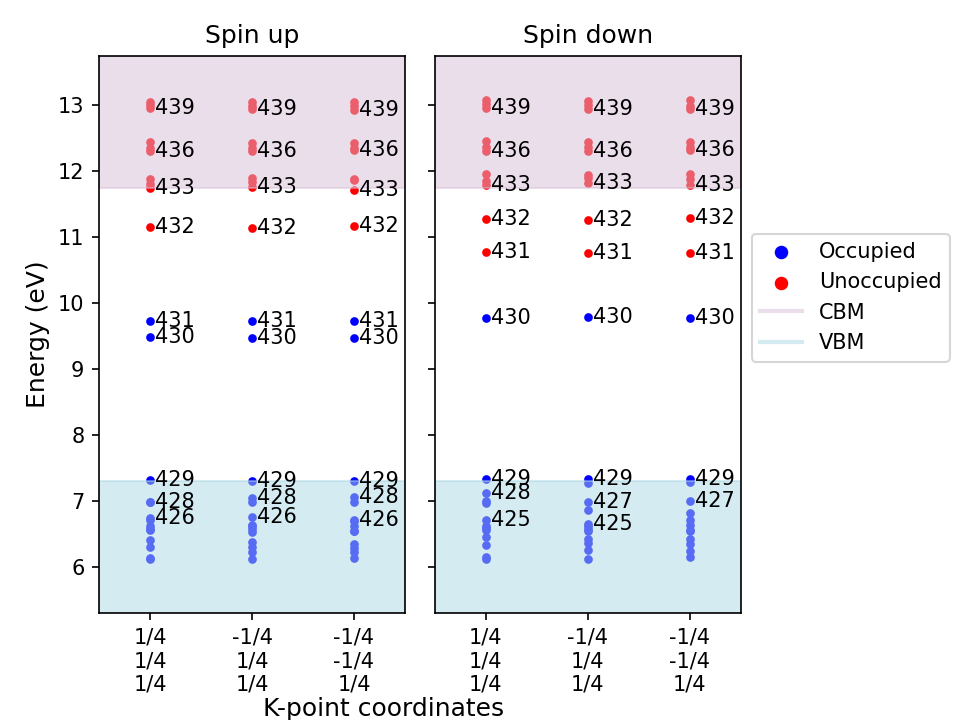 Spin up
Spin down
Energy (eV)
13
12
11
10
9
8
7
6
439 439 439
436 436 436
433 433 433
432 432 432
431 431 431
430 430 430
429 429 429
428 428 428
426 426 426
439 439 439
436 436 436
433 433 433
432 432 432
431 431 431
430 430 430
429 429 429
428 427 427
425 425
1/4 -1/4 -1/4
1/4 1/4 -1/4
1/4 1/4 1/4
1/4 -1/4 -1/4
1/4 1/4 -1/4
1/4 1/4 1/4
K-point coordinates
Occupied
Unoccupied
CBM
VBM